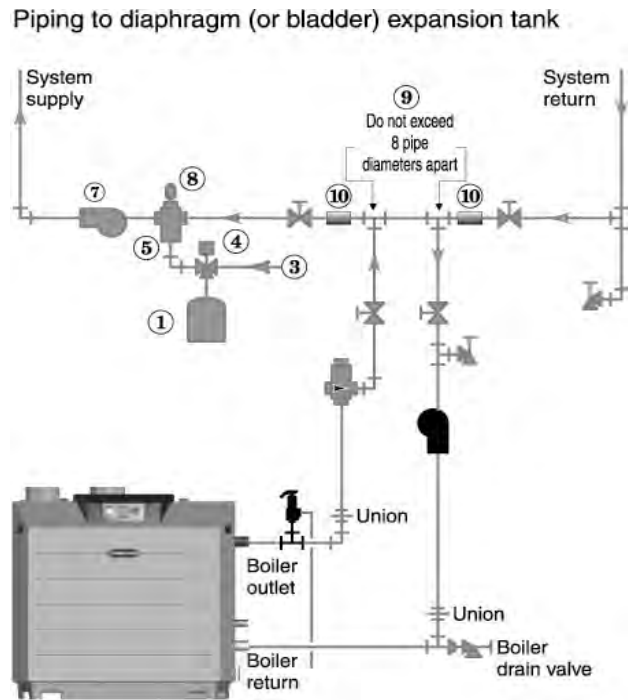 Piping to diaphragm (or bladder) expansion tank
System
supply
System
return
9
Do not exceed
8 pipe
diameters apart
7
8
10
10
5
4
3
1
Union
Boiler
outlet
Union
Boiler
return
Boiler
drain valve